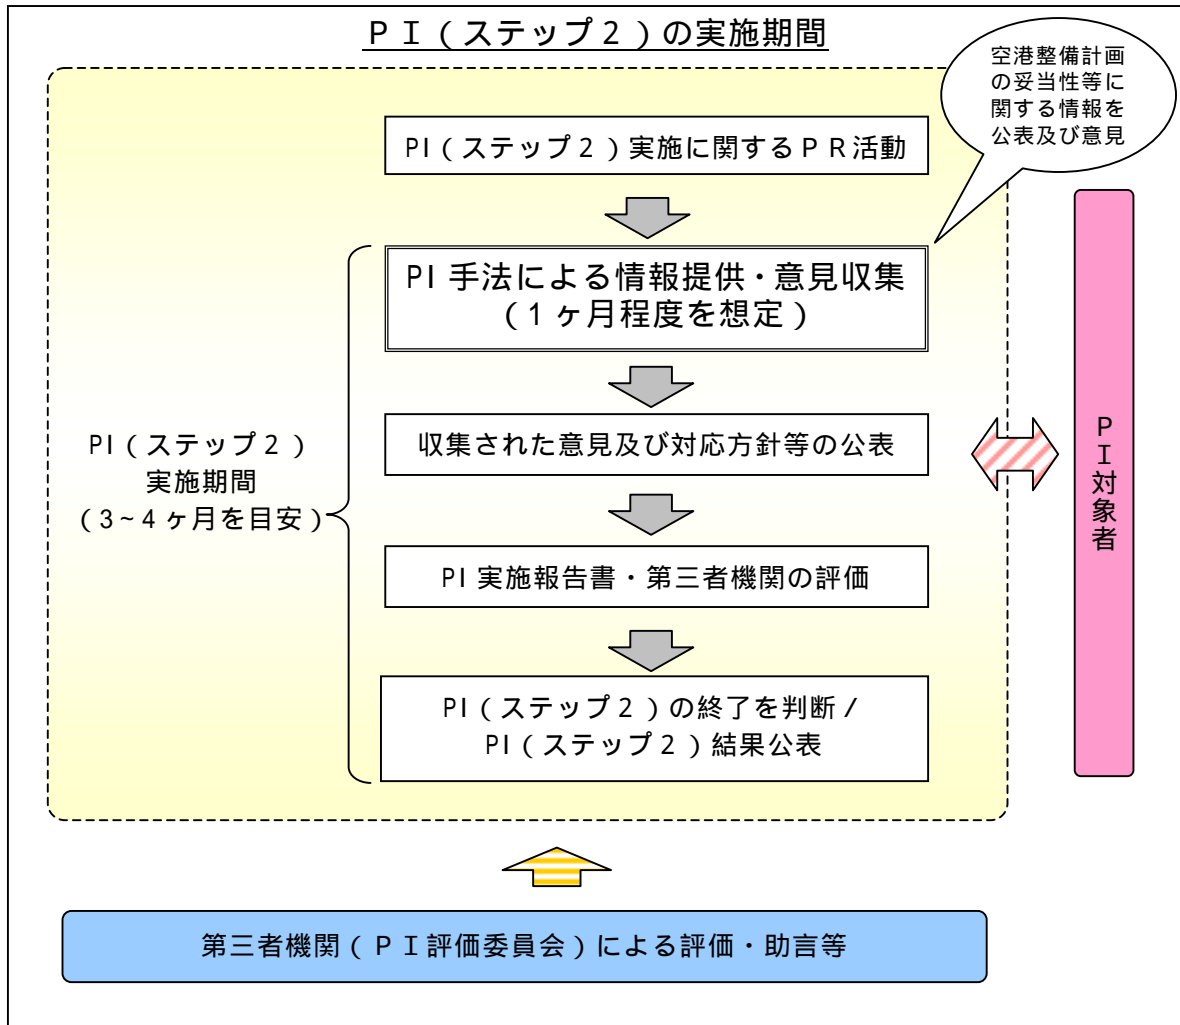 ＰＩ（ステップ２）の実施期間
空港整備計画
の妥当性等に
関する情報を
公表及び意見
PI（ステップ２）実施に関するＰＲ活動
PI 手法による情報提供・意見収集
（1ヶ月程度を想定）
収集された意見及び対応方針等の公表
PI（ステップ２）
実施期間
（3~4ヶ月を目安）
PI 実施報告書・第三者機関の評価
PI（ステップ２）の終了を判断 /
PI（ステップ２）結果公表
ＰＩ対象者
第三者機関（ＰＩ評価委員会）による評価・助言等